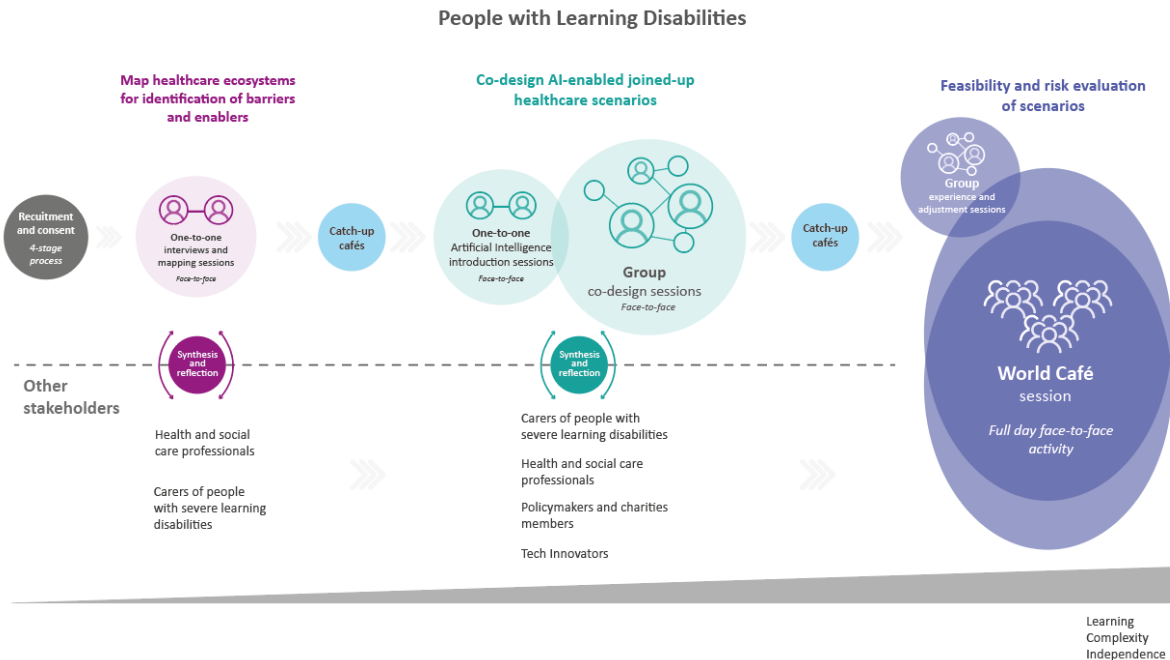 People with Learning Disabilities
Map healthcare ecosystems
for identification of barriers
and enablers
Co-design AI-enabled joined-up
healthcare scenarios
Feasibility and risk evaluation
of scenarios
Recuitment
and consent
4-stage
process
One-to-one
interviews and
mapping sessions
Face-to-face
Catch-up
cafés
One-to-one
Artificial Intelligence
introduction sessions
Face-to-face
Group
co-design sessions
Face-to-face
Catch-up
cafés
Group
experience and
adjustment sessions
World Café
session
Full day face-to-face
activity
Synthesis
and
reflection
Synthesis
and
reflection
Other
stakeholders
Health and social
care professionals
Carers of people
with severe learning
disabilities
Carers of people with
severe learning disabilities
Health and social care
professionals
Policymakers and charities
members
Tech Innovators
Learning
Complexity
Independence